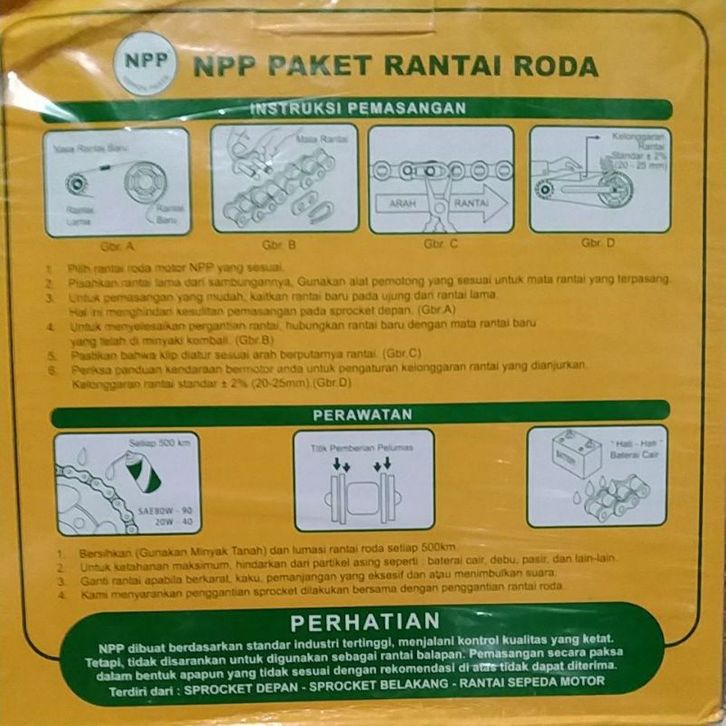 NPP
NPP PAKET RANTAI RODA
INSTRUKSI PEMASANGAN
Rantai Baru
Rantai
Lama
Rantai
Baru
Mata Rantai
ARAH RANTAI
Kelonggaran
Rantai
Standar ± 2%
(20 - 25 mm)
Gbr. A
Gbr. B
Gbr. C
Gbr. D
1. Pilih rantai roda motor NPP yang sesuai.
2. Pisahkan rantai lama dari sambungannya, Gunakan alat pemotong yang sesuai untuk mata rantai yang terpasang.
3. Untuk pemasangan yang mudah, kaitkan rantai baru pada ujung dari rantai lama.
Hal ini menghindari kesulitan pemasangan pada sprocket depan. (Gbr.A)
4. Untuk menyelesaikan pergantian rantai, hubungkan rantai baru dengan mata rantai baru
yang telah di minyaki kembali. (Gbr.B)
5. Pastikan bahwa klip diatur sesuai arah berputarnya rantai. (Gbr.C)
6. Periksa panduan kendaraan bermotor anda untuk pengaturan kelonggaran rantai yang dianjurkan.
Kelonggaran rantai standar ± 2% (20-25mm).(Gbr.D)
PERAWATAN
Setiap 500 km
SAE80W - 90
20W - 40
Titik Pemberian Pelumas
BATTERY
" Hati - Hati "
Baterai Cair
1. Bersihkan (Gunakan Minyak Tanah) dan lumasi rantai roda setiap 500km.
2. Untuk ketahanan maksimum, hindarkan dari partikel asing seperti : baterai cair, debu, pasir, dan lain-lain.
3. Ganti rantai apabila berkarat, kaku, pemanjangan yang eksesif dan atau menimbulkan suara.
4. Kami menyarankan penggantian sprocket dilakukan bersama dengan penggantian rantai roda.
PERHATIAN
NPP dibuat berdasarkan standar industri tertinggi, menjalani kontrol kualitas yang ketat.
Tetapi, tidak disarankan untuk digunakan sebagai rantai balapan. Pemasangan secara paksa
dalam bentuk apapun yang tidak sesuai dengan rekomendasi di atas tidak dapat diterima.
Terdiri dari : SPROCKET DEPAN - SPROCKET BELAKANG - RANTAI SEPEDA MOTOR